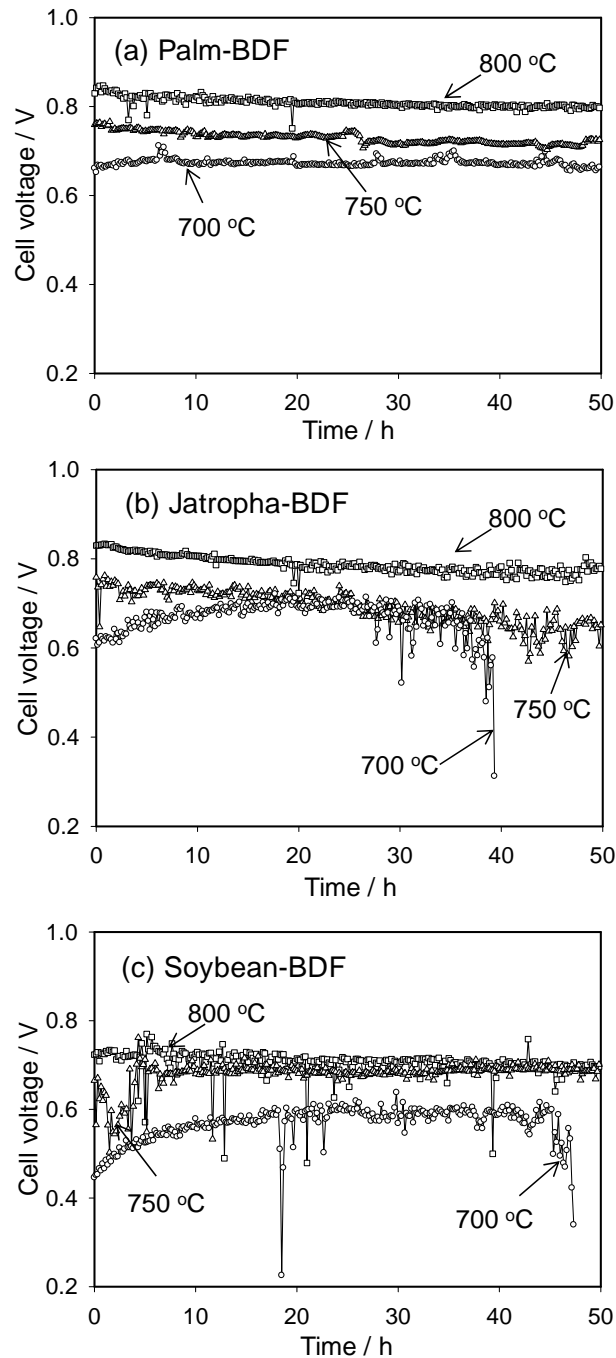 (a) Palm-BDF
800 °C
750 °C
700 °C
Cell voltage / V
1.0
0.8
0.6
0.4
0.2
0 10 20 30 40 50
Time / h
(b) Jatropha-BDF
800 °C
750 °C
700 °C
Cell voltage / V
1.0
0.8
0.6
0.4
0.2
0 10 20 30 40 50
Time / h
(c) Soybean-BDF
800 °C
750 °C
700 °C
Cell voltage / V
1.0
0.8
0.6
0.4
0.2
0 10 20 30 40 50
Time / h